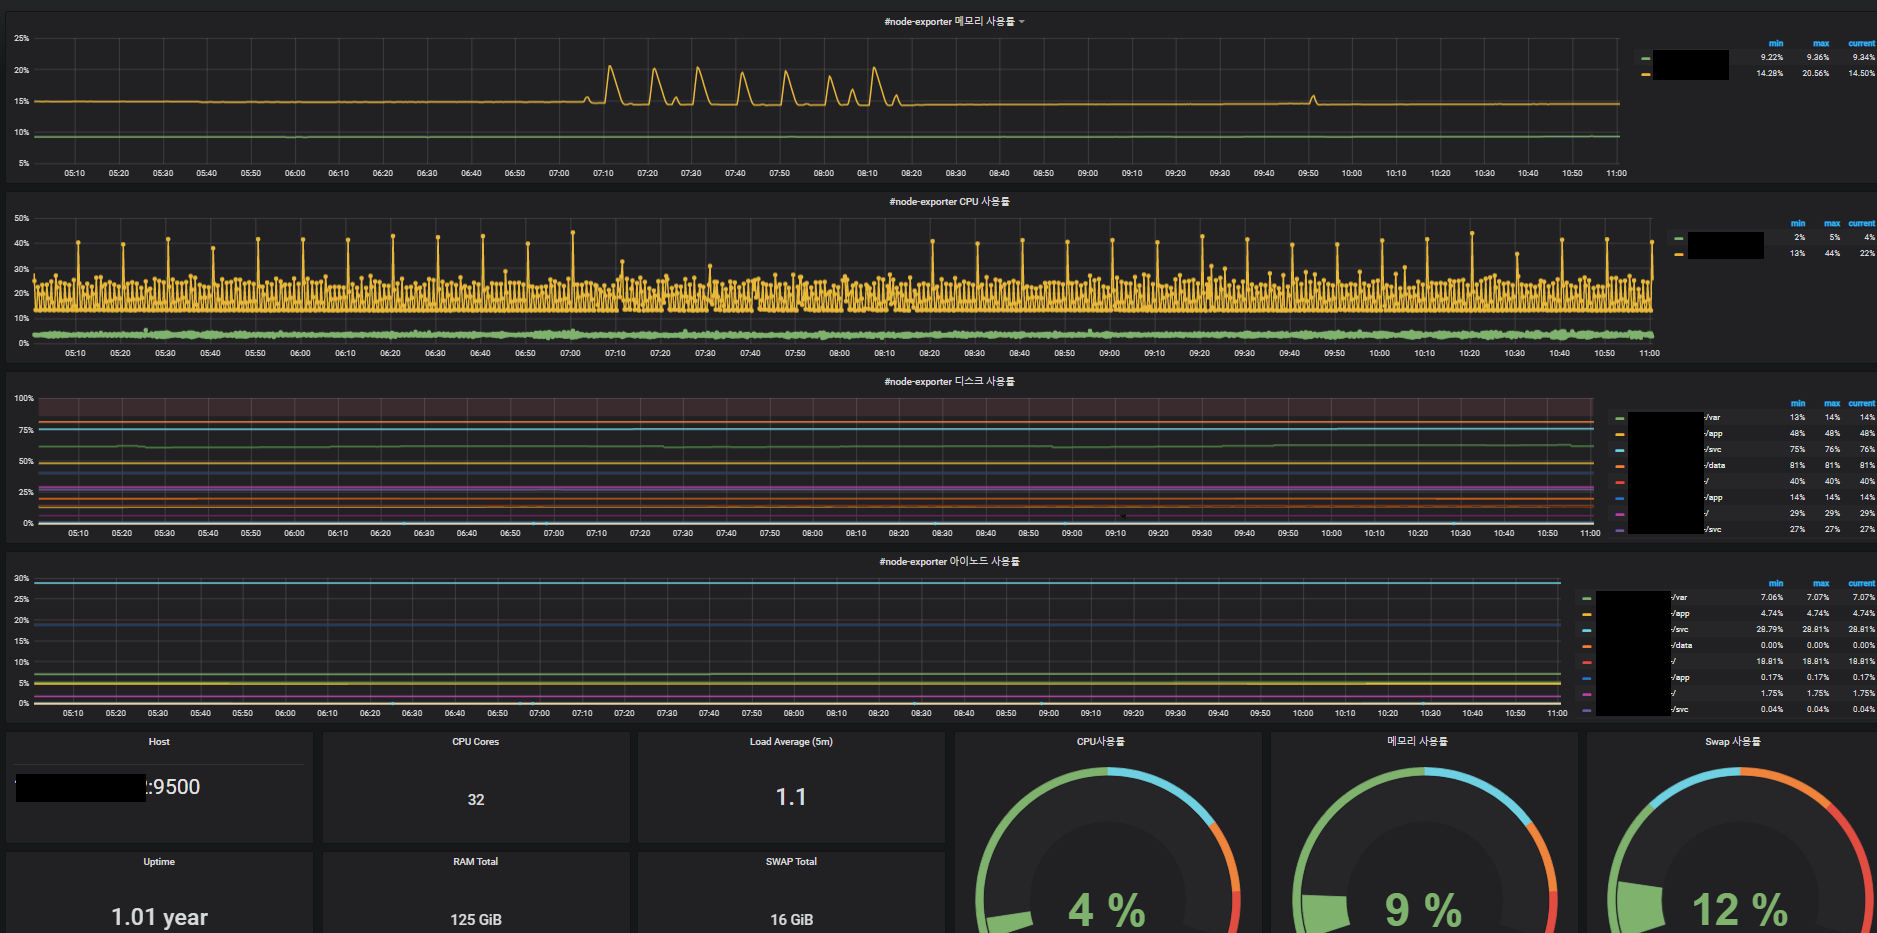 #node-exporter 메모리 사용률
25%
20%
15%
10%
5%
05:10 05:20 05:30 05:40 05:50 06:00 06:10 06:20 06:30 06:40 06:50 07:00 07:10 07:20 07:30 07:40 07:50 08:00 08:10 08:20 08:30 08:40 08:50 09:00 09:10 09:20 09:30 09:40 09:50 10:00 10:10 10:20 10:30 10:40 10:50 11:00
min max current
9.22% 9.36% 9.34%
14.28% 20.56% 14.50%
#node-exporter CPU 사용률
50%
40%
30%
20%
10%
0%
05:10 05:20 05:30 05:40 05:50 06:00 06:10 06:20 06:30 06:40 06:50 07:00 07:10 07:20 07:30 07:40 07:50 08:00 08:10 08:20 08:30 08:40 08:50 09:00 09:10 09:20 09:30 09:40 09:50 10:00 10:10 10:20 10:30 10:40 10:50 11:00
min max current
2% 5% 4%
13% 44% 22%
#node-exporter 디스크 사용률
100%
75%
50%
25%
0%
05:10 05:20 05:30 05:40 05:50 06:00 06:10 06:20 06:30 06:40 06:50 07:00 07:10 07:20 07:30 07:40 07:50 08:00 08:10 08:20 08:30 08:40 08:50 09:00 09:10 09:20 09:30 09:40 09:50 10:00 10:10 10:20 10:30 10:40 10:50 11:00
min max current
-/var 13% 14% 14%
-/app 48% 48% 48%
-/svc 75% 76% 76%
-/data 81% 81% 81%
-/ 40% 40% 40%
-/app 14% 14% 14%
-/ 29% 29% 29%
-/svc 27% 27% 27%
#node-exporter 아이노드 사용률
30%
25%
20%
15%
10%
5%
0%
05:10 05:20 05:30 05:40 05:50 06:00 06:10 06:20 06:30 06:40 06:50 07:00 07:10 07:20 07:30 07:40 07:50 08:00 08:10 08:20 08:30 08:40 08:50 09:00 09:10 09:20 09:30 09:40 09:50 10:00 10:10 10:20 10:30 10:40 10:50 11:00
min max current
-/var 7.06% 7.07% 7.07%
-/app 4.74% 4.74% 4.74%
-/svc 28.79% 28.81% 28.81%
-/data 0.00% 0.00% 0.00%
-/ 18.81% 18.81% 18.81%
-/app 0.17% 0.17% 0.17%
-/ 1.75% 1.75% 1.75%
-/svc 0.04% 0.04% 0.04%
Host
:9500
CPU Cores
32
Load Average (5m)
1.1
CPU사용률
4 %
메모리 사용률
9 %
Swap 사용률
12 %
Uptime
1.01 year
RAM Total
125 GiB
SWAP Total
16 GiB